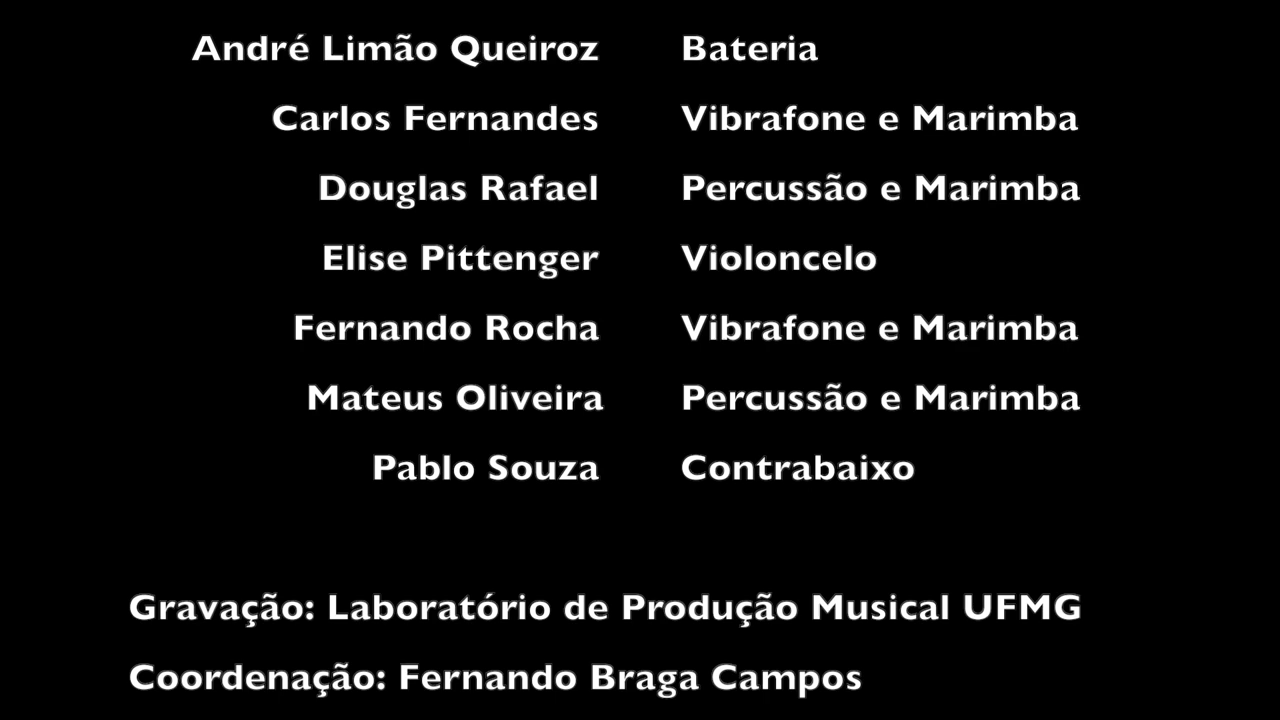 André Limão Queiroz Bateria
Carlos Fernandes Vibrafone e Marimba
Douglas Rafael Percussão e Marimba
Elise Pittenger Violoncelo
Fernando Rocha Vibrafone e Marimba
Mateus Oliveira Percussão e Marimba
Pablo Souza Contrabaixo
Gravação: Laboratório de Produção Musical UFMG
Coordenação: Fernando Braga Campos